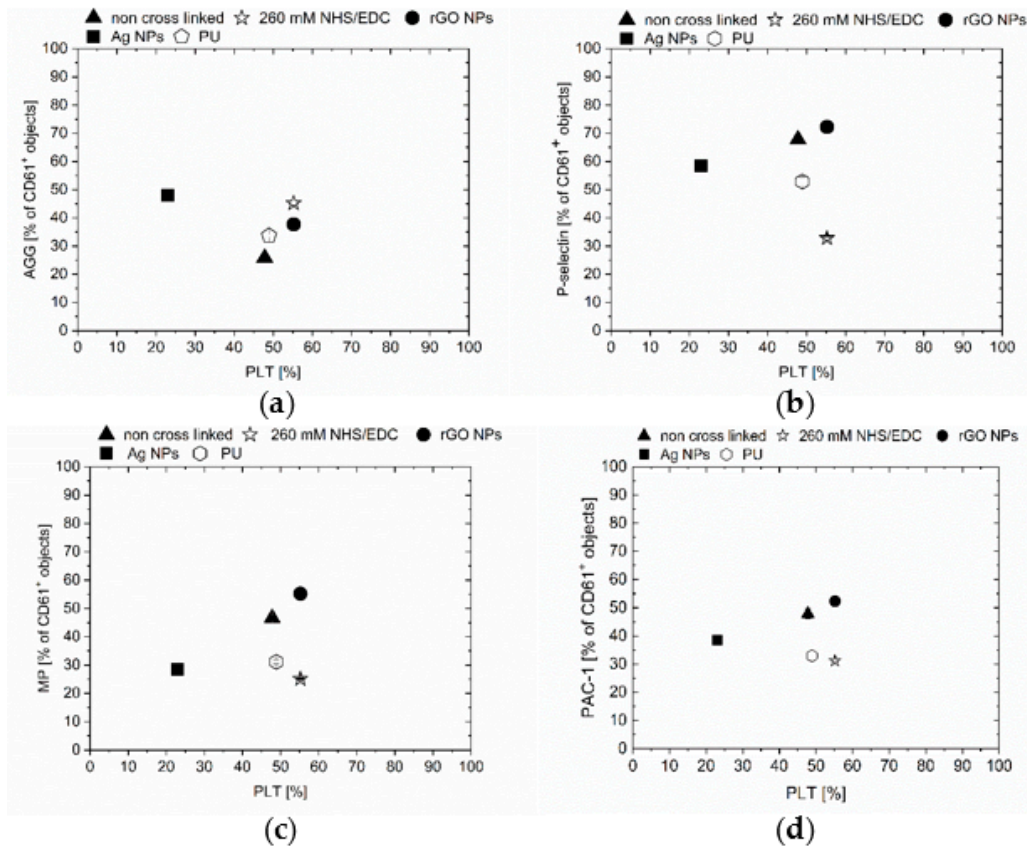 ▲ non cross linked ☆ 260 mM NHS/EDC ● rGO NPs
■ Ag NPs ⬠ PU
100
90
80
70
60
50
40
30
20
10
0
AGG [% of CD61⁺ objects]
0 10 20 30 40 50 60 70 80 90 100
PLT [%]
(a)
▲ non cross linked ☆ 260 mM NHS/EDC ● rGO NPs
■ Ag NPs ⬡ PU
100
90
80
70
60
50
40
30
20
10
0
P-selectin [% of CD61⁺ objects]
0 10 20 30 40 50 60 70 80 90 100
PLT [%]
(b)
▲ non cross linked ☆ 260 mM NHS/EDC ● rGO NPs
■ Ag NPs ⬡ PU
100
90
80
70
60
50
40
30
20
10
0
MP [% of CD61⁺ objects]
0 10 20 30 40 50 60 70 80 90 100
PLT [%]
(c)
▲ non cross linked ☆ 260 mM NHS/EDC ● rGO NPs
■ Ag NPs ⬡ PU
100
90
80
70
60
50
40
30
20
10
0
PAC-1 [% of CD61⁺ objects]
0 10 20 30 40 50 60 70 80 90 100
PLT [%]
(d)